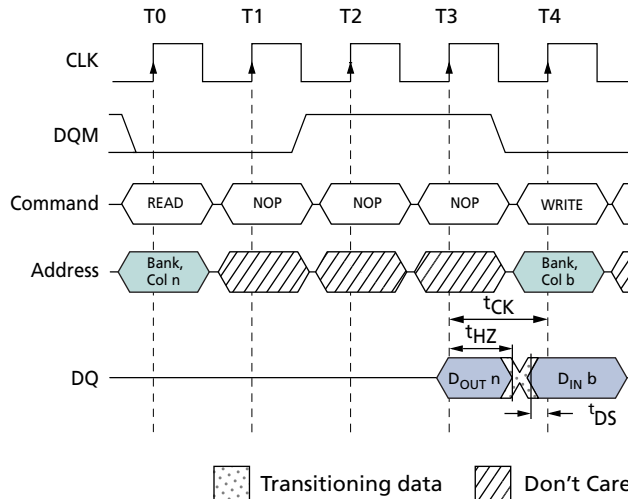 T0 T1 T2 T3 T4
CLK
DQM
Command READ NOP NOP NOP WRITE
Address Bank, Col n Bank, Col b
tCK
tHZ
DQ DOUT n DIN b
tDS
Transitioning data Don't Care